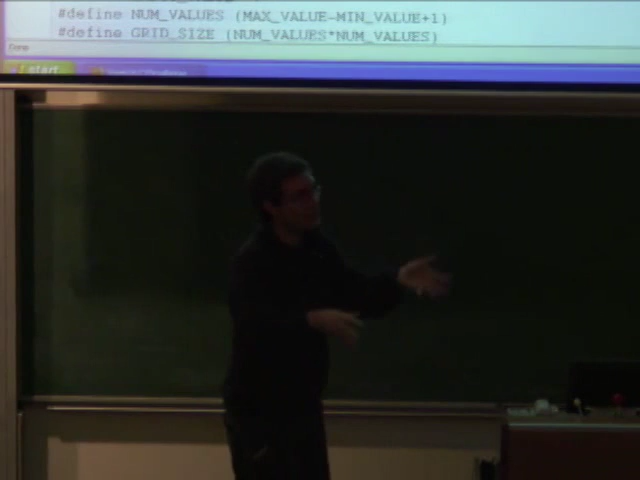 #define NUM_VALUES (MAX_VALUE-MIN_VALUE+1)
#define GRID_SIZE (NUM_VALUES*NUM_VALUES)
start